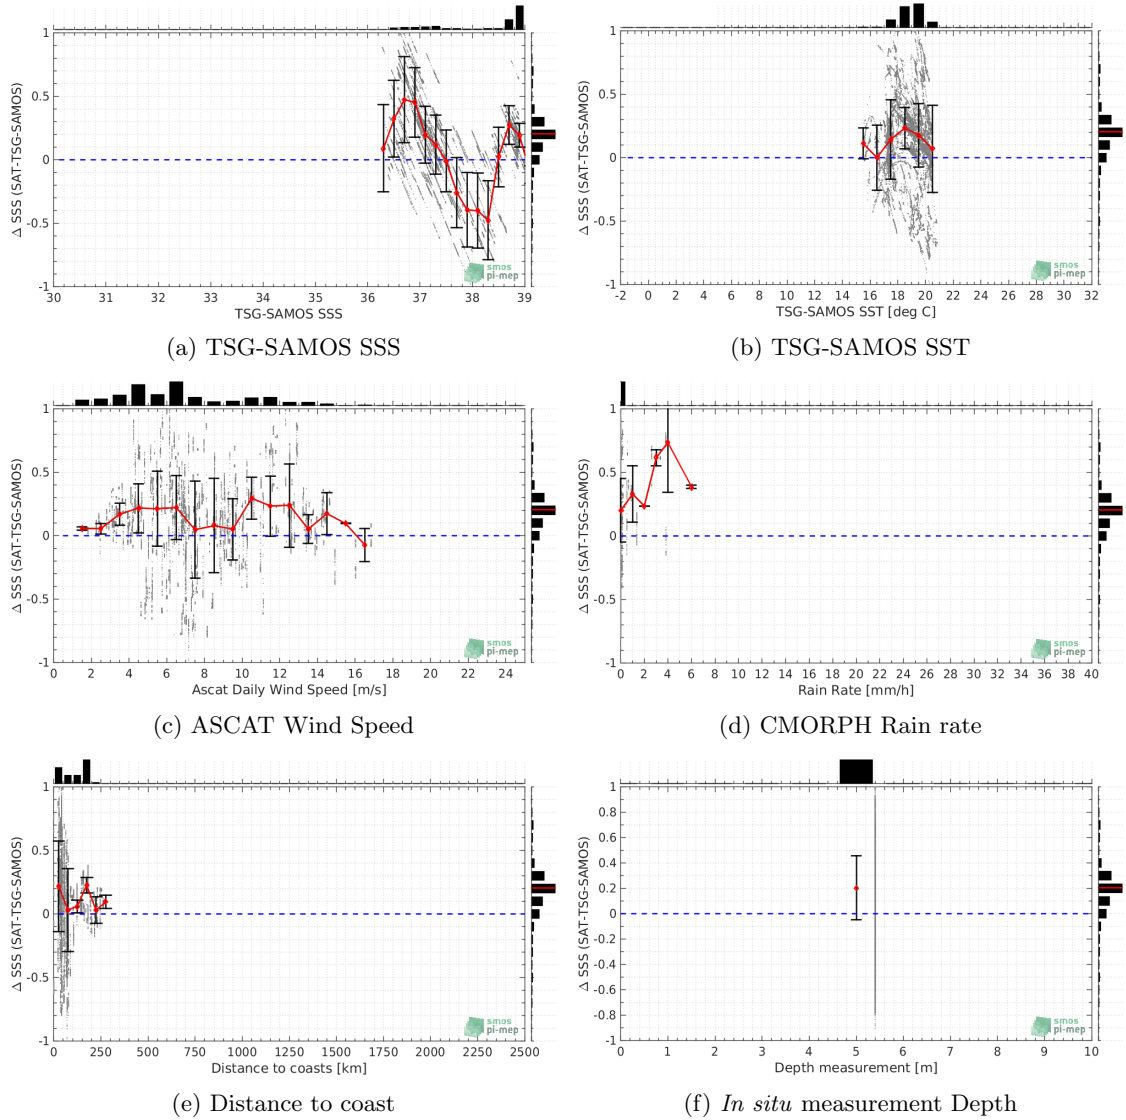 1
0.5
0
-0.5
-1
Δ SSS (SAT-TSG-SAMOS)
30 31 32 33 34 35 36 37 38 39
TSG-SAMOS SSS
smos
pi-mep
(a) TSG-SAMOS SSS
1
0.5
0
-0.5
-1
Δ SSS (SAT-TSG-SAMOS)
-2 0 2 4 6 8 10 12 14 16 18 20 22 24 26 28 30 32
TSG-SAMOS SST [deg C]
smos
pi-mep
(b) TSG-SAMOS SST
1
0.5
0
-0.5
-1
Δ SSS (SAT-TSG-SAMOS)
0 2 4 6 8 10 12 14 16 18 20 22 24
Ascat Daily Wind Speed [m/s]
smos
pi-mep
(c) ASCAT Wind Speed
1
0.5
0
-0.5
-1
Δ SSS (SAT-TSG-SAMOS)
0 2 4 6 8 10 12 14 16 18 20 22 24 26 28 30 32 34 36 38 40
Rain Rate [mm/h]
smos
pi-mep
(d) CMORPH Rain rate
1
0.5
0
-0.5
-1
Δ SSS (SAT-TSG-SAMOS)
0 250 500 750 1000 1250 1500 1750 2000 2250 2500
Distance to coasts [km]
smos
pi-mep
(e) Distance to coast
1
0.8
0.6
0.4
0.2
0
-0.2
-0.4
-0.6
-0.8
-1
Δ SSS (SAT-TSG-SAMOS)
0 1 2 3 4 5 6 7 8 9 10
Depth measurement [m]
smos
pi-mep
(f) In situ measurement Depth